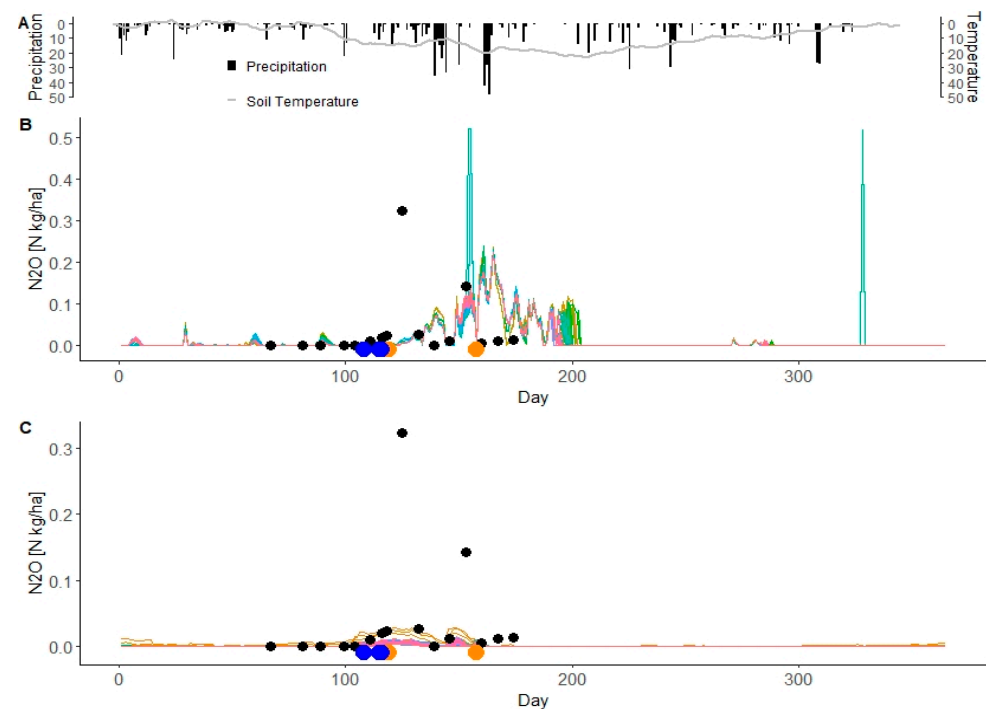 A
Precipitation
0
10
20
30
40
50
Precipitation
Soil Temperature
0
10
20
30
40
50
Temperature
B
N2O [N kg/ha]
0.5
0.4
0.3
0.2
0.1
0.0
0 100 200 300
Day
C
N2O [N kg/ha]
0.3
0.2
0.1
0.0
0 100 200 300
Day